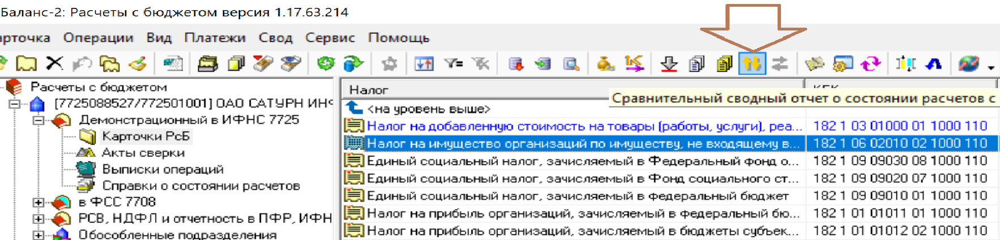 Баланс-2: Расчеты с бюджетом версия 1.17.63.214
арточка Операции Вид Платежи Свод Сервис Помощь
Расчеты с бюджетом
[7725088527/772501001] ОАО САТУРН ИНФ
Демонстрационный в ИФНС 7725
Карточки РсБ
Акты сверки
Выписки операций
Справки о состоянии расчетов
в ФСС 7708
РСВ, НДФЛ и отчетность в ПФР, ИФН
Обособленные подразделения
Налог КБК
Сравнительный сводный отчет о состоянии расчетов с
<на уровень выше>
Налог на добавленную стоимость на товары (работы, услуги), реа... 182 1 03 01000 01 1000 110
Налог на имущество организаций по имуществу, не входящему в... 182 1 06 02010 02 1000 110
Единый социальный налог, зачисляемый в Федеральный фонд о... 182 1 09 09030 08 1000 110
Единый социальный налог, зачисляемый в Фонд социального ст... 182 1 09 09020 07 1000 110
Единый социальный налог, зачисляемый в федеральный бюджет 182 1 09 09010 01 1000 110
Налог на прибыль организаций, зачисляемый в федеральный бю... 182 1 01 01011 01 1000 110
Налог на прибыль организаций, зачисляемый в бюджеты субъек... 182 1 01 01012 02 1000 110